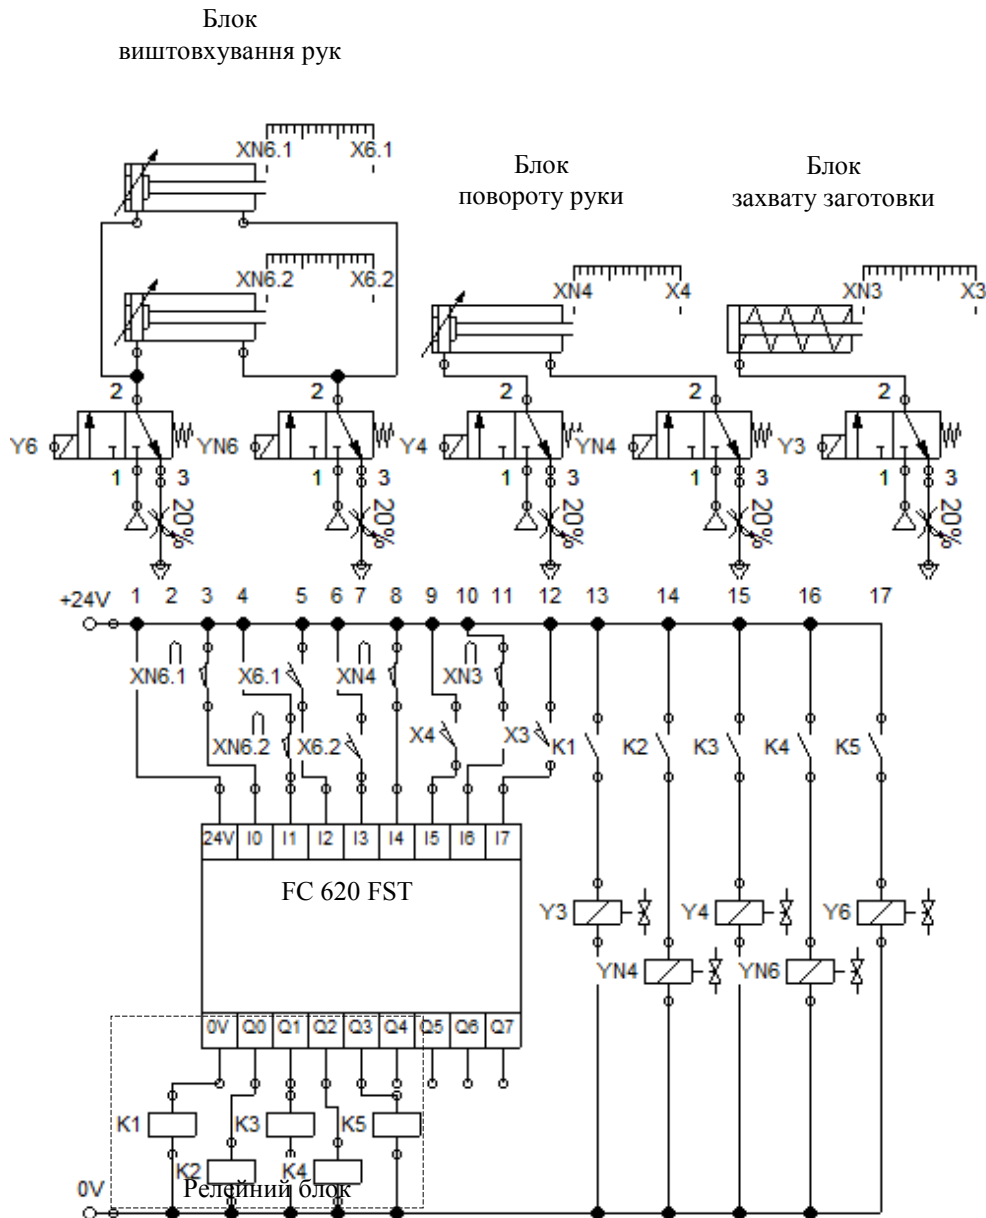 Блок
виштовхування рук
XN6.1 X6.1
Блок
повороту руки
Блок
захвату заготовки
XN6.2 X6.2
XN4 X4
XN3 X3
2 2 2 2 2
Y6 YN6 Y4 YN4 Y3
1 3 1 3 1 3 1 3 1 3
20% 20% 20% 20% 20%
+24V 1 2 3 4 5 6 7 8 9 10 11 12 13 14 15 16 17
XN6.1 X6.1 XN4 XN3
XN6.2 X6.2 X4 X3 K1 K2 K3 K4 K5
24V I0 I1 I2 I3 I4 I5 I6 I7
FC 620 FST
Y3 Y4 Y6
YN4 YN6
0V Q0 Q1 Q2 Q3 Q4 Q5 Q6 Q7
K1 K3 K5
K2 K4
0V Релейний блок